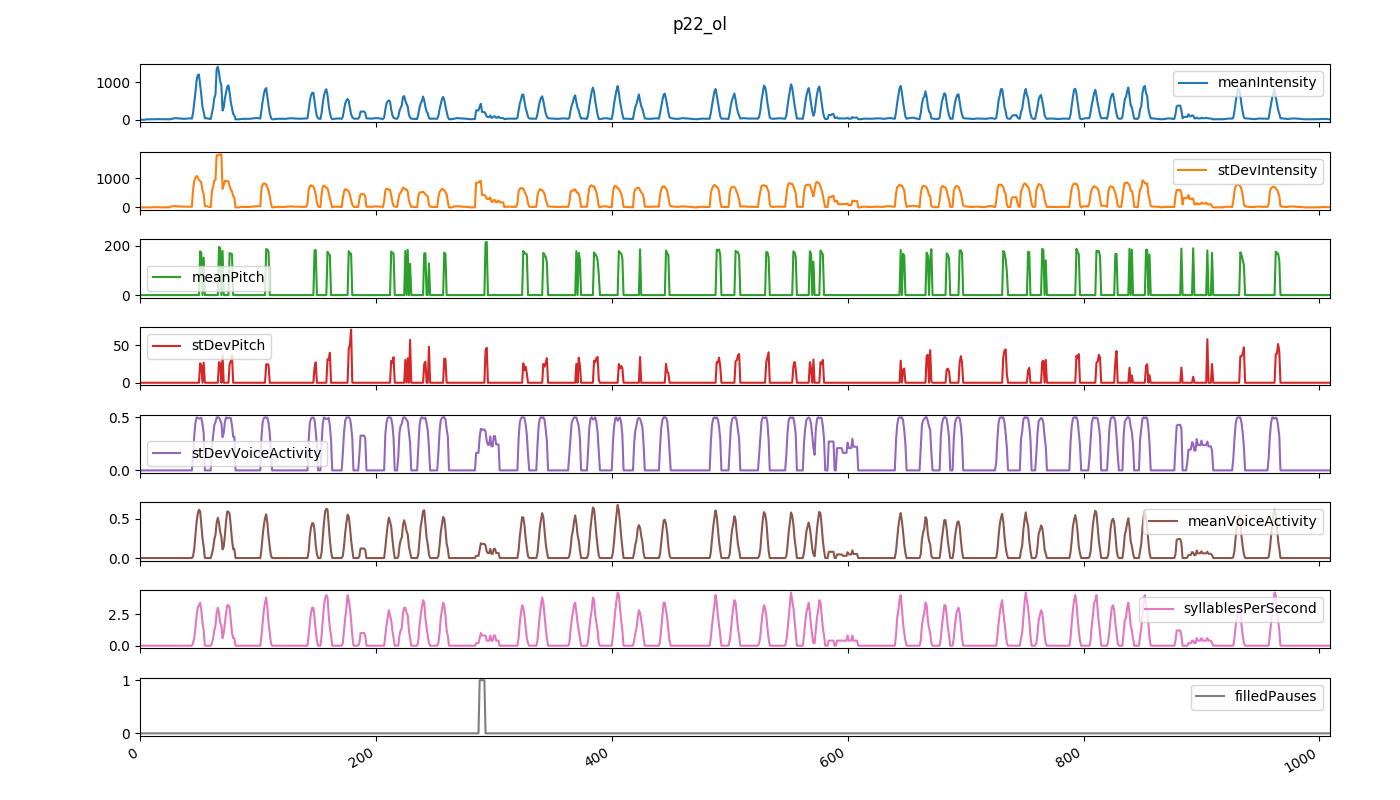 p22_ol
1000
0
meanIntensity
1000
0
stDevIntensity
200
0
meanPitch
50
0
stDevPitch
0.5
0.0
stDevVoiceActivity
0.5
0.0
meanVoiceActivity
2.5
0.0
syllablesPerSecond
1
0
filledPauses
0 200 400 600 800 1000